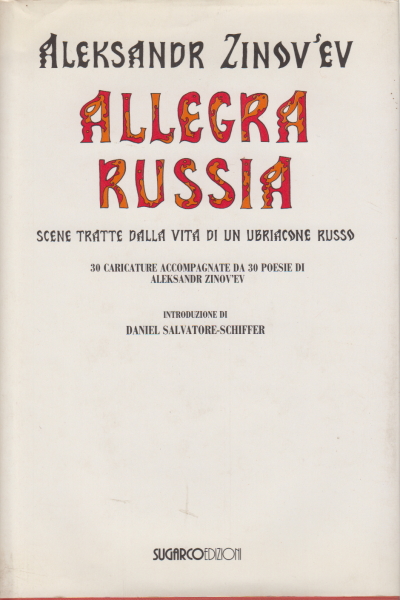 ALEKSANDR ZINOV'EV
ALLEGRA
RUSSIA
SCENE TRATTE DALLA VITA DI UN UBRIACONE RUSSO
30 CARICATURE ACCOMPAGNATE DA 30 POESIE DI
ALEKSANDR ZINOV'EV
INTRODUZIONE DI
DANIEL SALVATORE-SCHIFFER
SUGARCOEDIZIONI